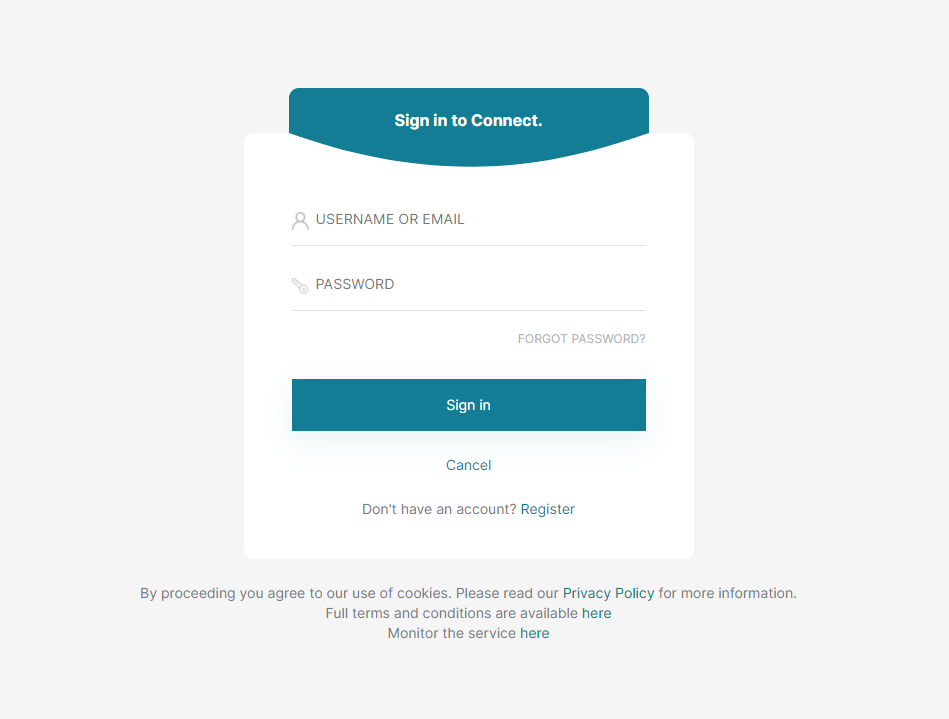 Sign in to Connect.
USERNAME OR EMAIL
PASSWORD
FORGOT PASSWORD?
Sign in
Cancel
Don't have an account? Register
By proceeding you agree to our use of cookies. Please read our Privacy Policy for more information.
Full terms and conditions are available here
Monitor the service here